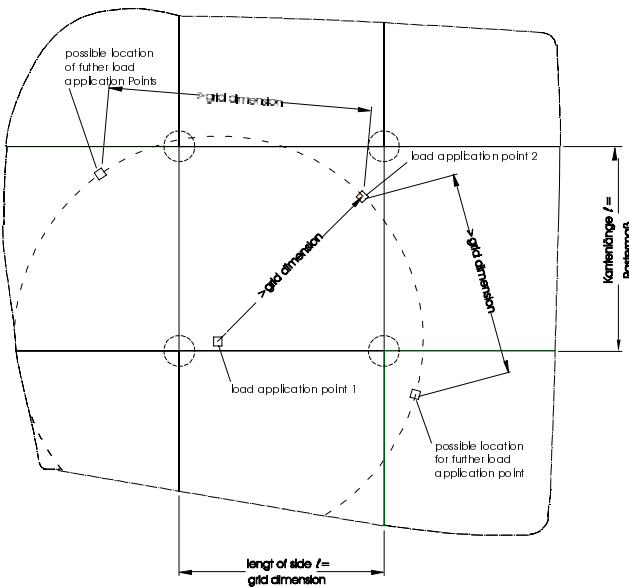 possible location
of futher load
application Points
>grid dimension
load application point 2
>grid dimension
>grid dimension
Kantenlänge ℓ=
Rastermaß
load application point 1
possible location
for futher load
application point
lengt of side ℓ=
grid dimension